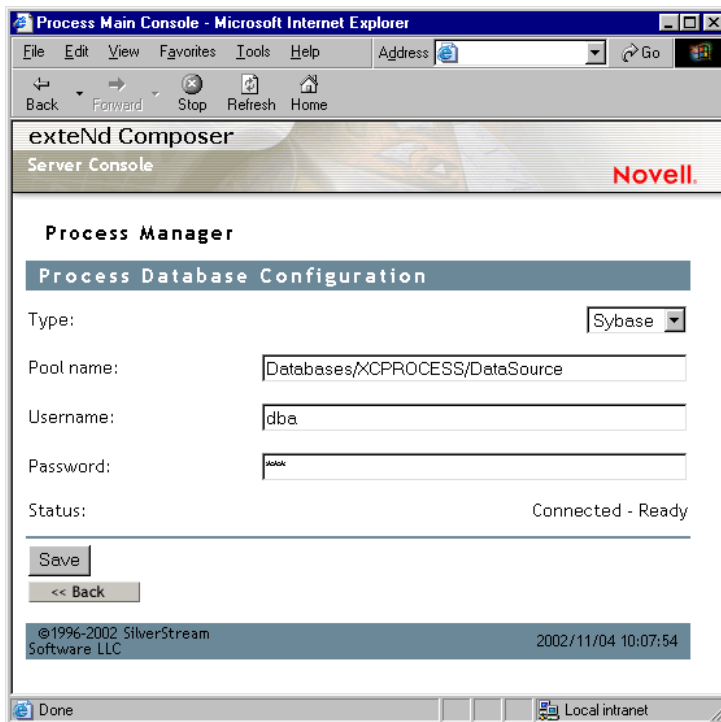 Process Main Console - Microsoft Internet Explorer
File Edit View Favorites Tools Help Address Go
Back Forward Stop Refresh Home
exteNd Composer
Server Console
Novell.
Process Manager
Process Database Configuration
Type: Sybase
Pool name: Databases/XCPROCESS/DataSource
Username: dba
Password: ***
Status: Connected - Ready
Save
<< Back
©1996-2002 SilverStream
Software LLC 2002/11/04 10:07:54
Done Local intranet